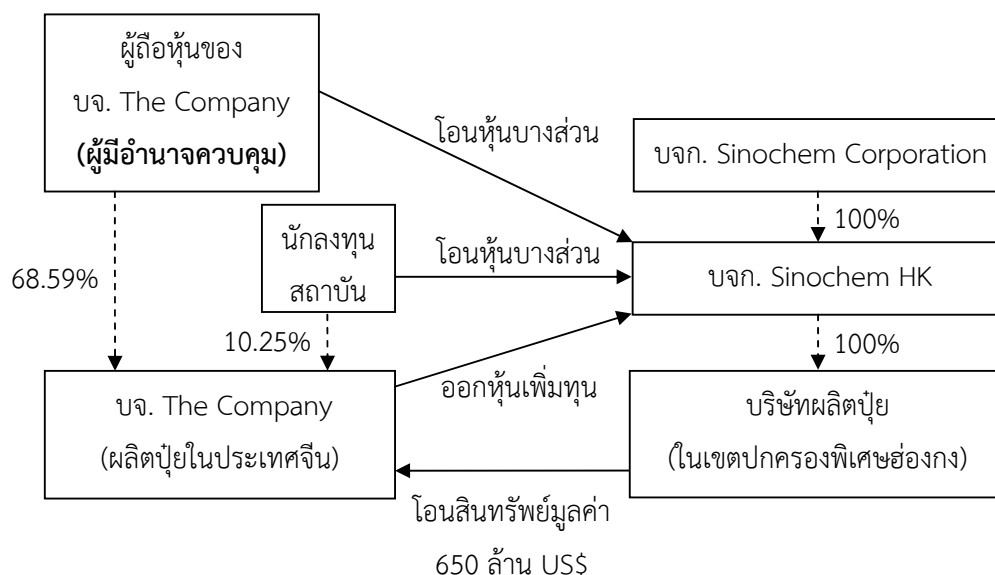 ผู้ถือหุ้นของ
บจ. The Company
(ผู้มีอำนาจควบคุม)
โอนหุ้นบางส่วน
บจก. Sinochem Corporation
100%
นักลงทุน
สถาบัน
โอนหุ้นบางส่วน
บจก. Sinochem HK
68.59%
10.25%
100%
บจ. The Company
(ผลิตปุ๋ยในประเทศจีน)
ออกหุ้นเพิ่มทุน
บริษัทผลิตปุ๋ย
(ในเขตปกครองพิเศษฮ่องกง)
โอนสินทรัพย์มูลค่า
650 ล้าน US$